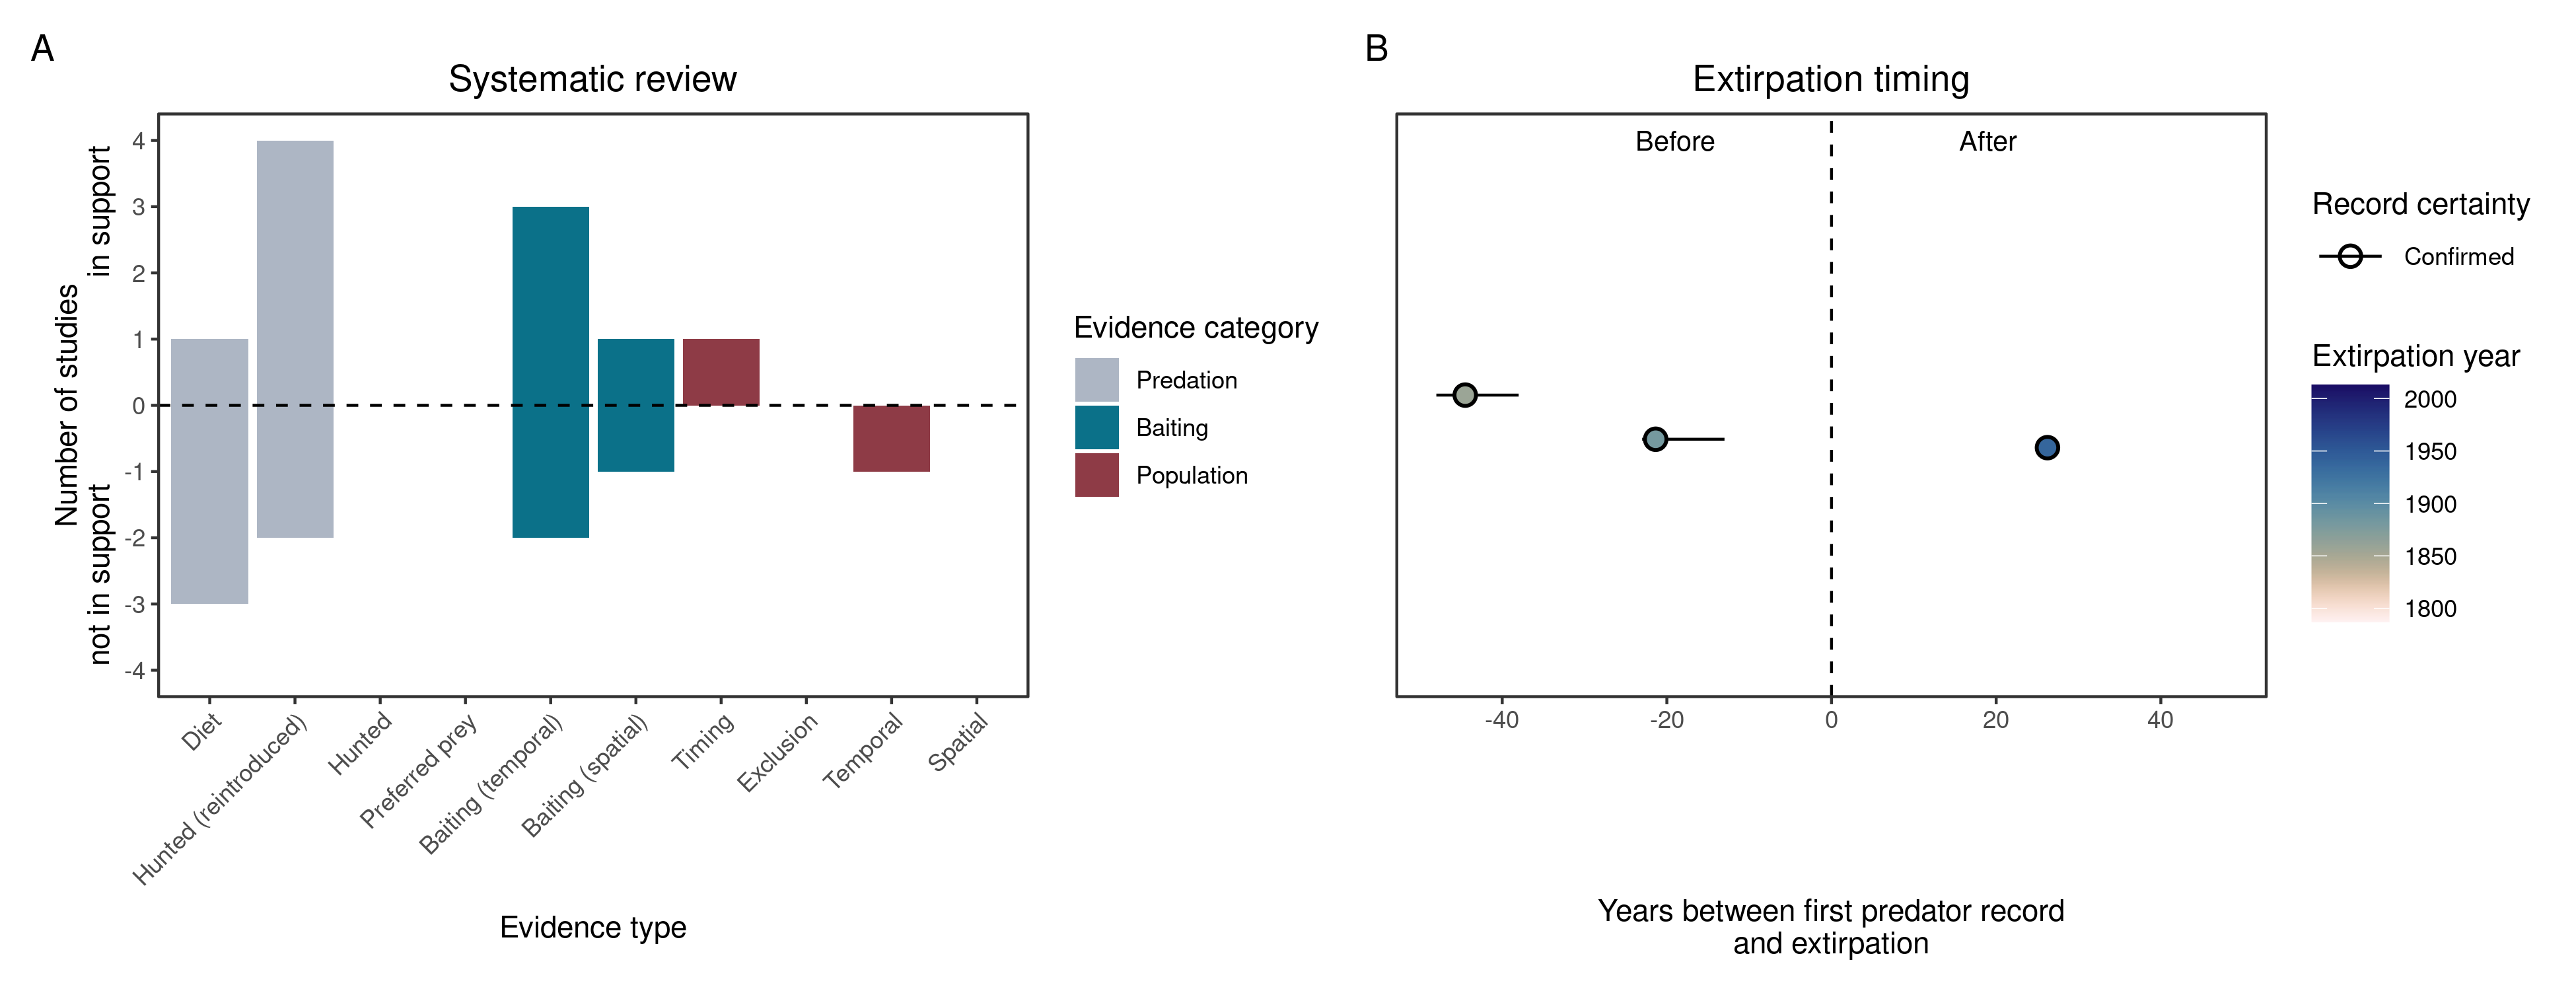 A
Systematic review
Number of studies
not in support
in support
4
3
2
1
0
-1
-2
-3
-4
Diet
Hunted (reintroduced)
Hunted
Preferred prey
Baiting (temporal)
Baiting (spatial)
Timing
Exclusion
Temporal
Spatial
Evidence type
Evidence category
Predation
Baiting
Population
B
Extirpation timing
Before
After
-40
-20
0
20
40
Years between first predator record
and extirpation
Record certainty
Confirmed
Extirpation year
2000
1950
1900
1850
1800